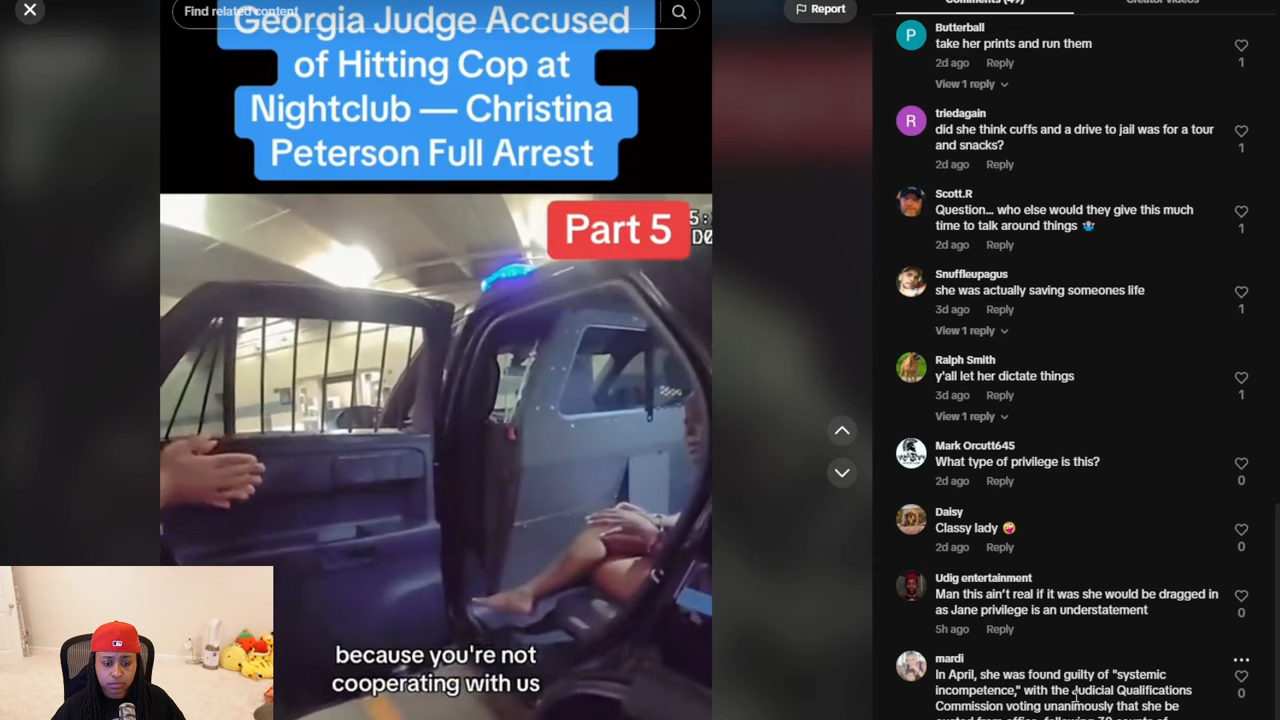 Find related content
Report
Georgia Judge Accused
of Hitting Cop at
Nightclub — Christina
Peterson Full Arrest
Part 5
because you're not
cooperating with us
Comments (49)
Creator videos
P
Butterball
take her prints and run them
2d ago Reply
1
View 1 reply
R
triedagain
did she think cuffs and a drive to jail was for a tour
and snacks?
1
2d ago Reply
Scott.R
Question... who else would they give this much
time to talk around things 🤷
1
2d ago Reply
Snuffleupagus
she was actually saving someones life
3d ago Reply
1
View 1 reply
Ralph Smith
y'all let her dictate things
3d ago Reply
1
View 1 reply
Mark Orcutt645
What type of privilege is this?
2d ago Reply
0
Daisy
Classy lady 🤪
2d ago Reply
0
Udig entertainment
Man this ain't real if it was she would be dragged in
as Jane privilege is an understatement
0
5h ago Reply
mardi
In April, she was found guilty of "systemic
incompetence," with the Judicial Qualifications
0
Commission voting unanimously that she be